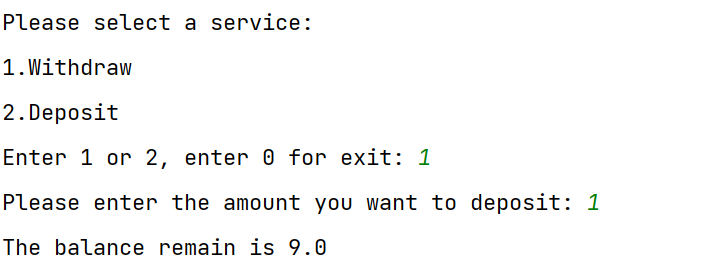 Please select a service:
1.Withdraw
2.Deposit
Enter 1 or 2, enter 0 for exit: 1
Please enter the amount you want to deposit: 1
The balance remain is 9.0